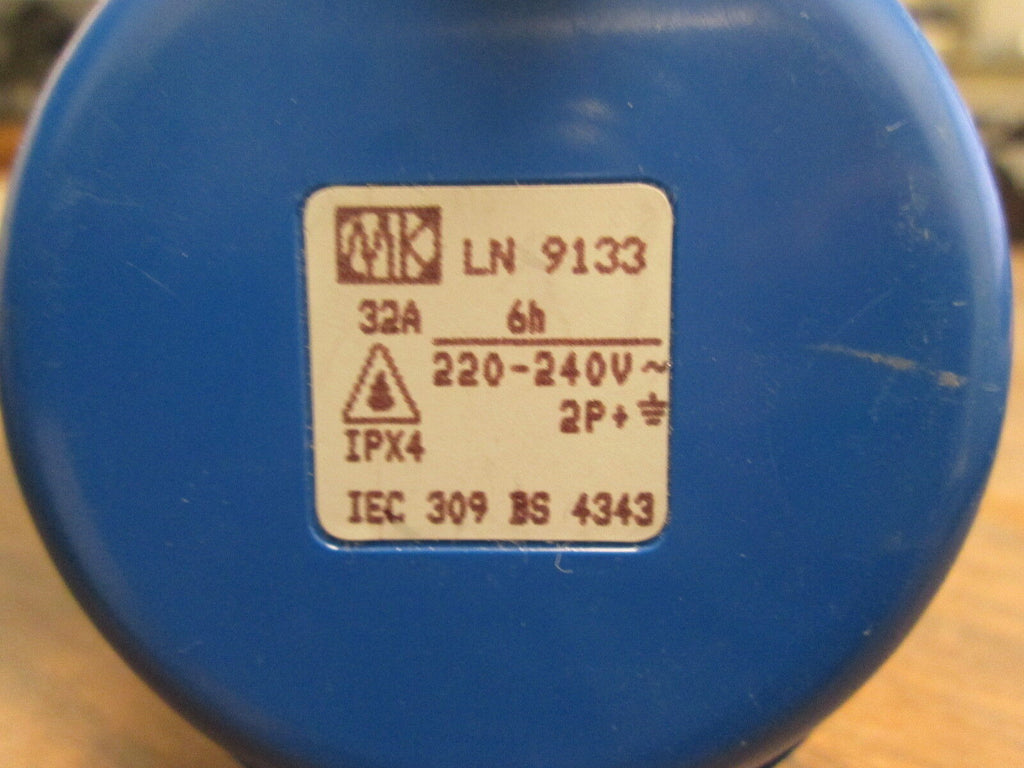 MK LN 9133
32A 6h
220-240V~
2P+⏚
IPX4
IEC 309 BS 4343